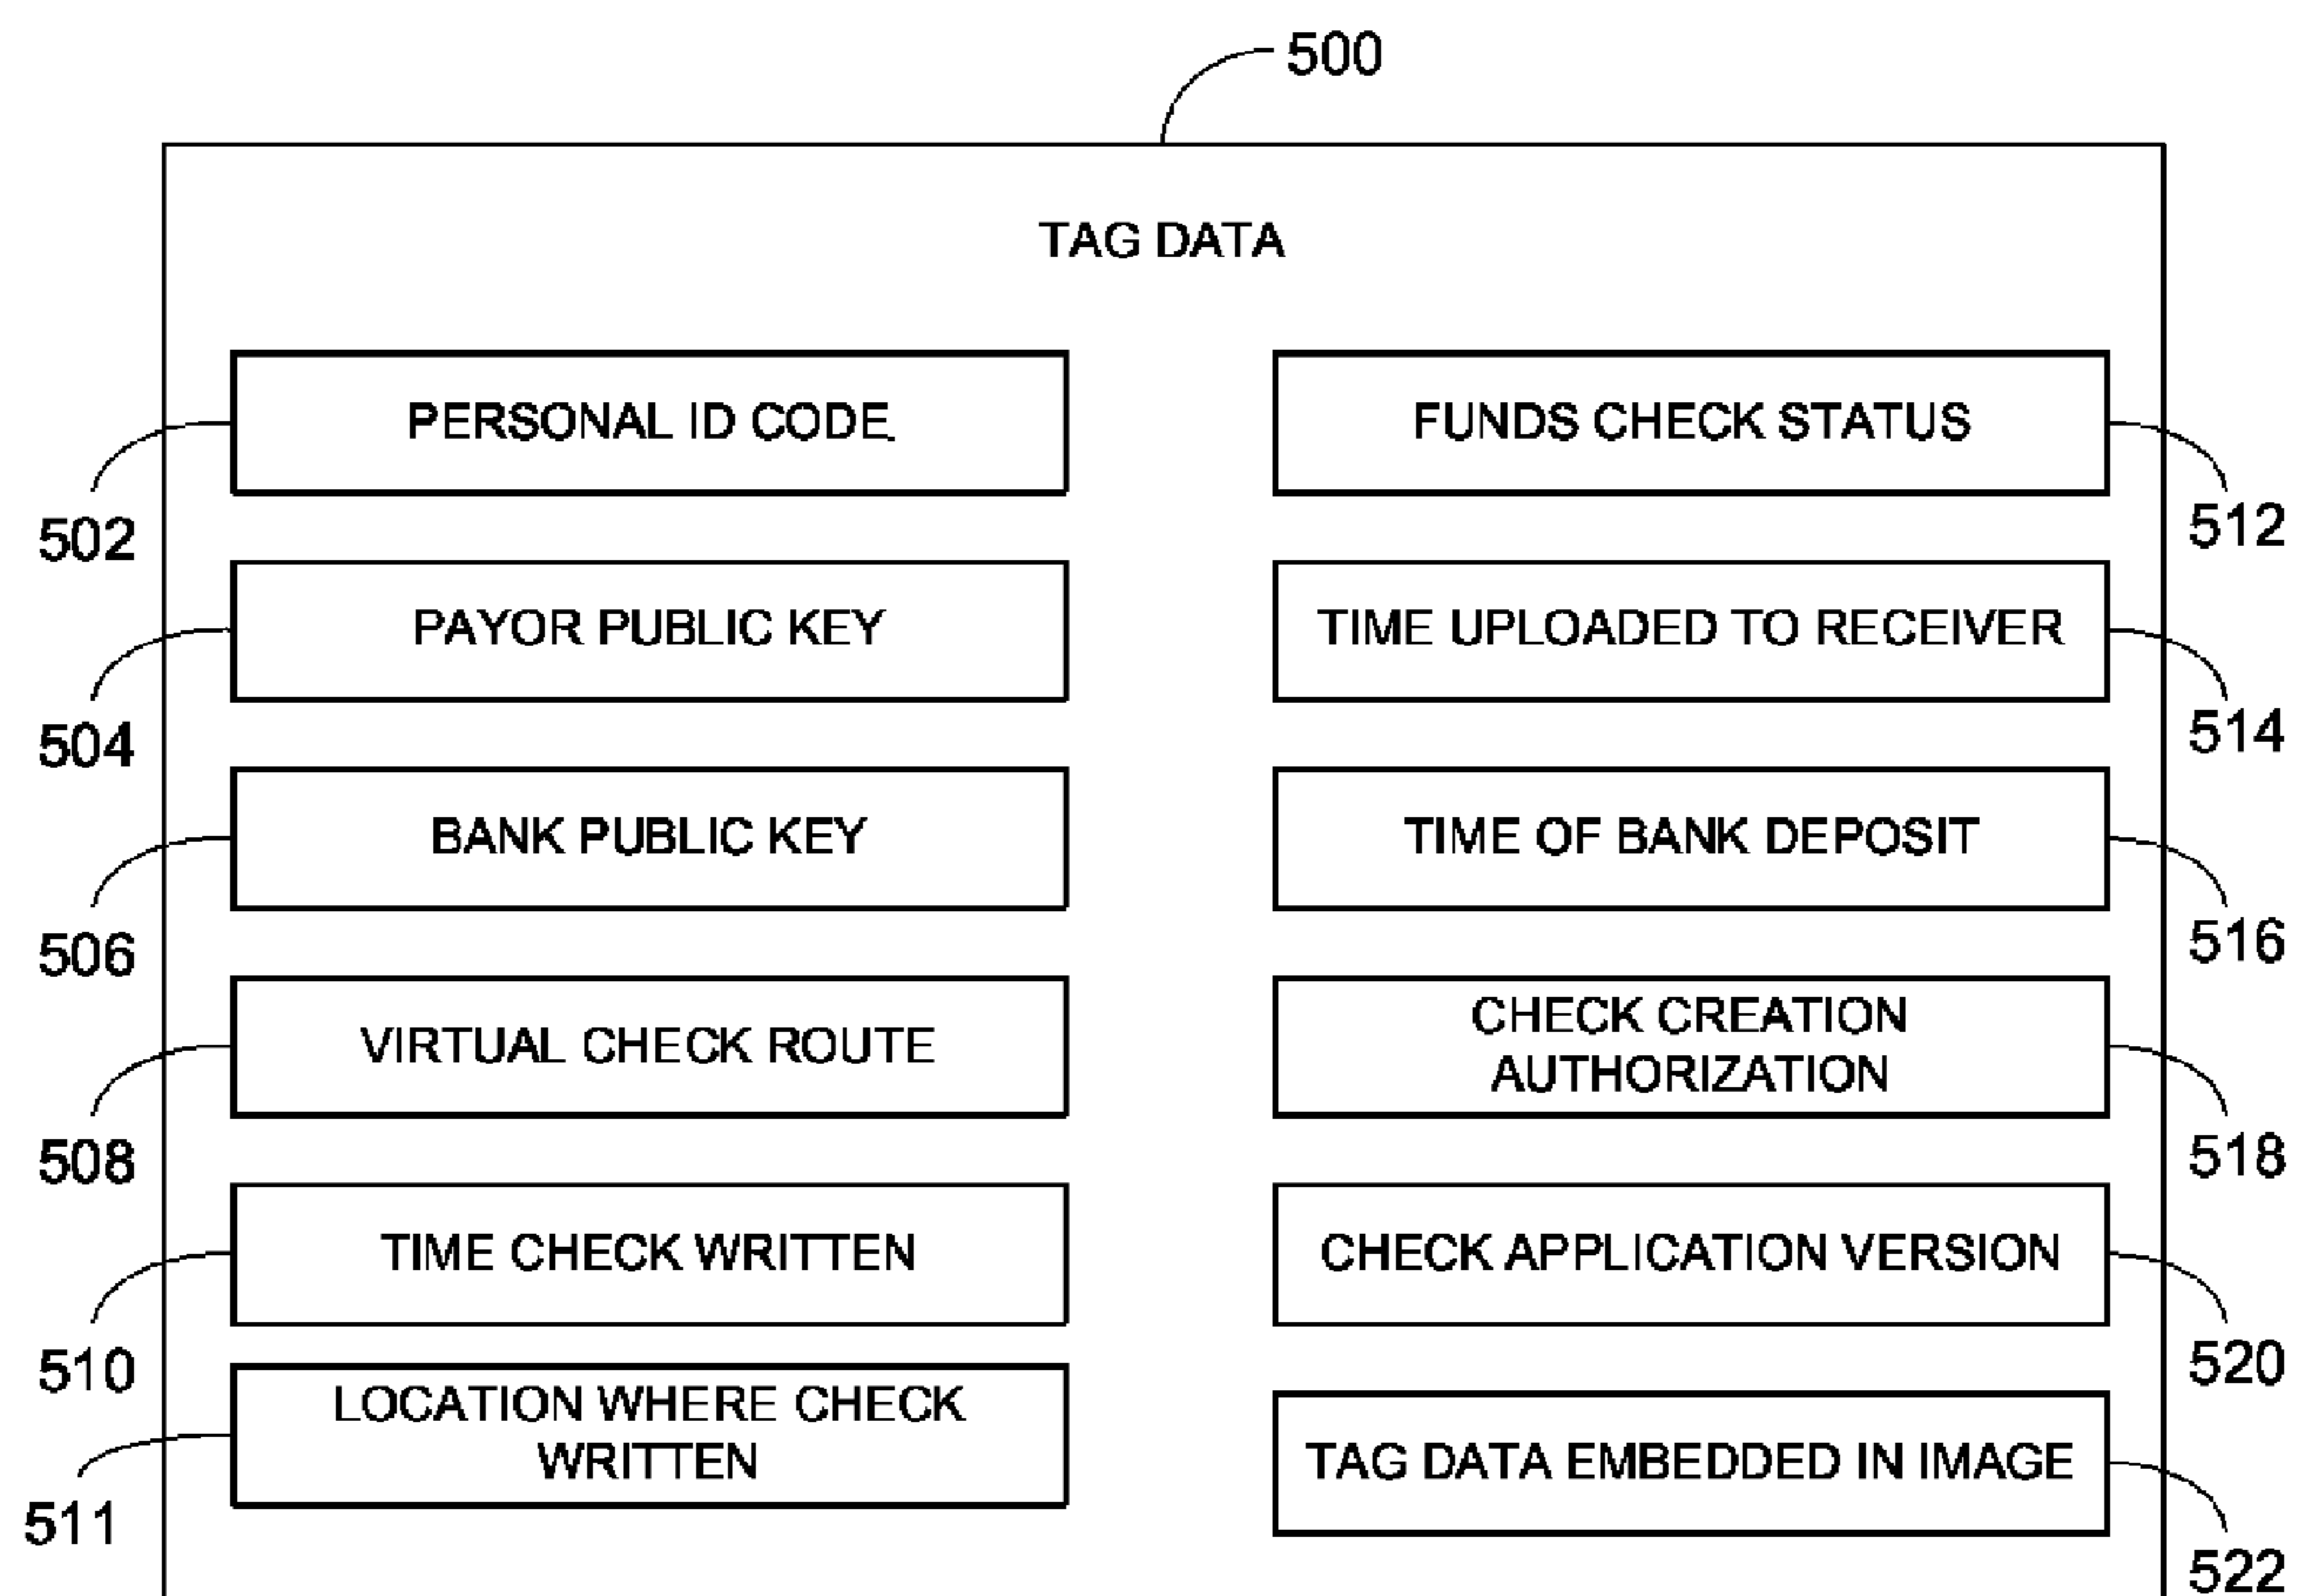 500
TAG DATA
PERSONAL ID CODE
FUNDS CHECK STATUS
502
512
PAYOR PUBLIC KEY
TIME UPLOADED TO RECEIVER
504
514
BANK PUBLIC KEY
TIME OF BANK DEPOSIT
506
516
VIRTUAL CHECK ROUTE
CHECK CREATION
AUTHORIZATION
508
518
TIME CHECK WRITTEN
CHECK APPLICATION VERSION
510
520
LOCATION WHERE CHECK
WRITTEN
TAG DATA EMBEDDED IN IMAGE
511
522